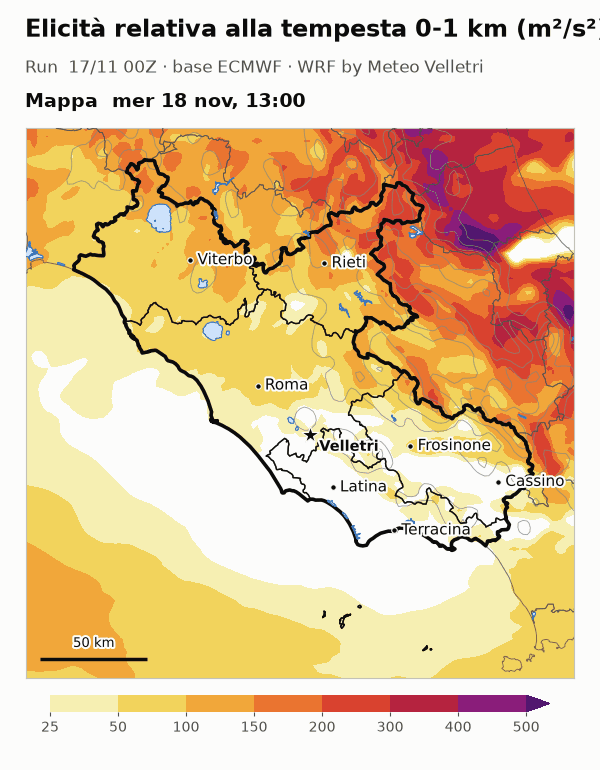 Elicità relativa alla tempesta 0-1 km (m²/s²)
Run  17/11 00Z · base ECMWF · WRF by Meteo Velletri
Mappa  mer 18 nov, 13:00
Viterbo
Rieti
Roma
Velletri
Frosinone
Cassino
Latina
Terracina
50 km
25 50 100 150 200 300 400 500